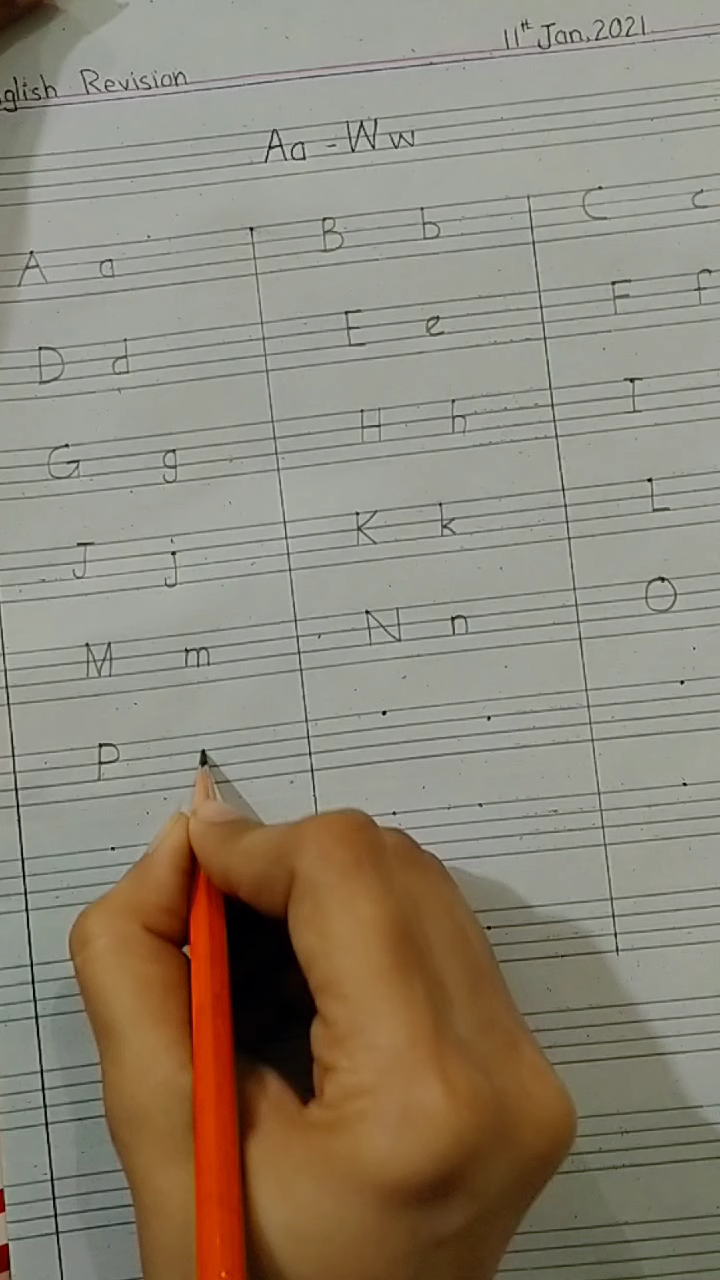 glish Revision 11th Jan, 2021
Aa - Ww
A a B b C c
D d E e F f
G g H h I
J j K k L
M m N n O
P